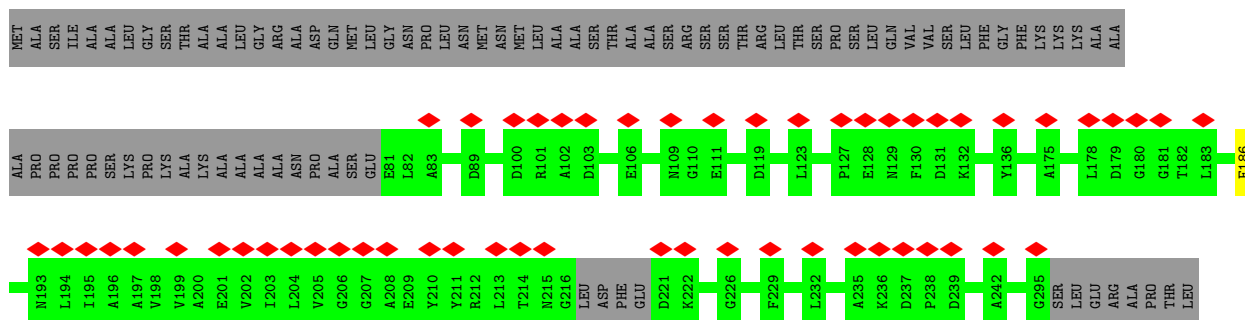 MET ALA SER ILE ALA ALA LEU GLY SER THR ALA ALA LEU GLY ARG ALA ASP GLN MET LEU GLY ASN PRO LEU ASN MET ASN MET LEU ALA ALA SER THR ALA ALA SER ARG SER SER THR ARG LEU THR SER PRO SER LEU GLN VAL VAL SER LEU PHE GLY PHE LYS LYS ALA ALA
ALA PRO PRO PRO PRO SER LYS PRO LYS ALA LYS ALA ALA ALA ALA ASN PRO ALA SER GLU E81 L82 A83 D89 D100 R101 A102 D103 E106 N109 G110 E111 D119 L123 P127 E128 N129 F130 D131 K132 Y136 A175 L178 D179 G180 G181 T182 L183
N193 L194 I195 A196 A197 V198 V199 A200 E201 V202 I203 L204 V205 G206 G207 A208 E209 Y210 Y211 R212 L213 T214 N215 G216 LEU ASP PHE GLU D221 K222 G226 F229 L232 A235 K236 D237 P238 D239 A242 G295 SER LEU GLU ARG ALA PRO THR LEU